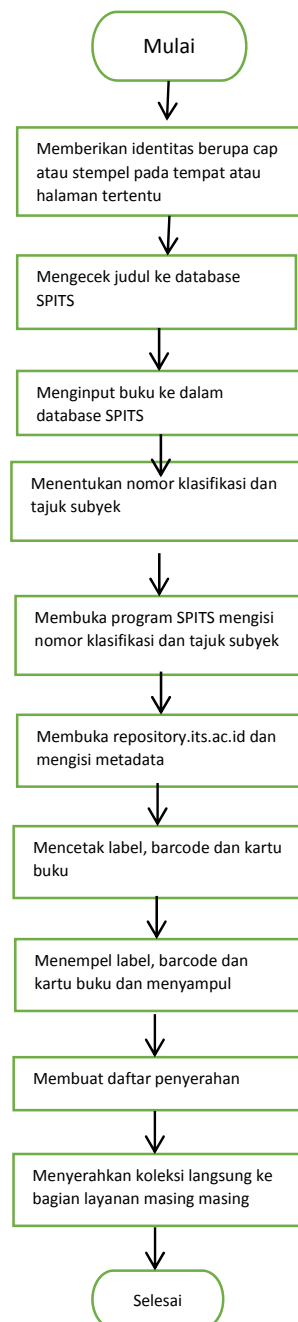 Mulai
Memberikan identitas berupa cap
atau stempel pada tempat atau
halaman tertentu
Mengecek judul ke database
SPITS
Menginput buku ke dalam
database SPITS
Menentukan nomor klasifikasi dan
tajuk subyek
Membuka program SPITS mengisi
nomor klasifikasi dan tajuk subyek
Membuka repository.its.ac.id dan
mengisi metadata
Mencetak label, barcode dan kartu
buku
Menempel label, barcode dan
kartu buku dan menyampul
Membuat daftar penyerahan
Menyerahkan koleksi langsung ke
bagian layanan masing masing
Selesai